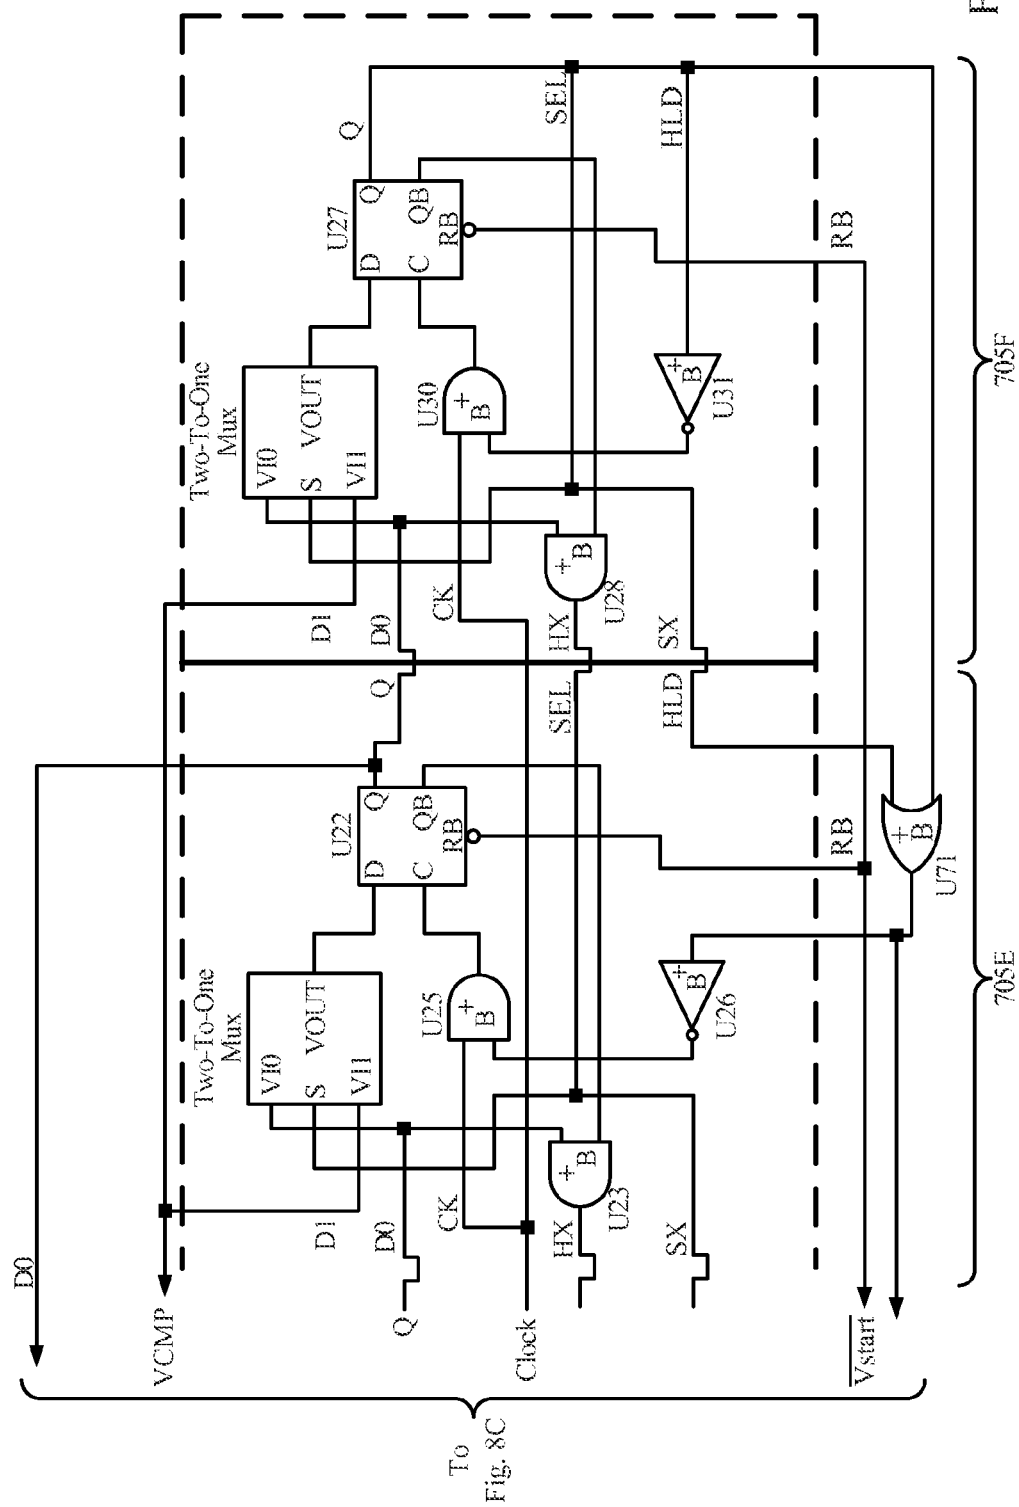 D0
VCMP
Q
Clock
Vstart
To
Fig. 8C
Two-To-One
Mux
VI0
S
VOUT
VI1
D1
D0
CK
HX
SX
U22
D
Q
C
QB
RB
U25
+
B
U23
+
B
U26
+
B
Q
SEL
HLD
RB
U71
+
B
705E
Two-To-One
Mux
VI0
S
VOUT
VI1
D1
D0
CK
HX
SX
U27
D
Q
C
QB
RB
U30
+
B
U28
+
B
U31
+
B
Q
SEL
HLD
RB
705F